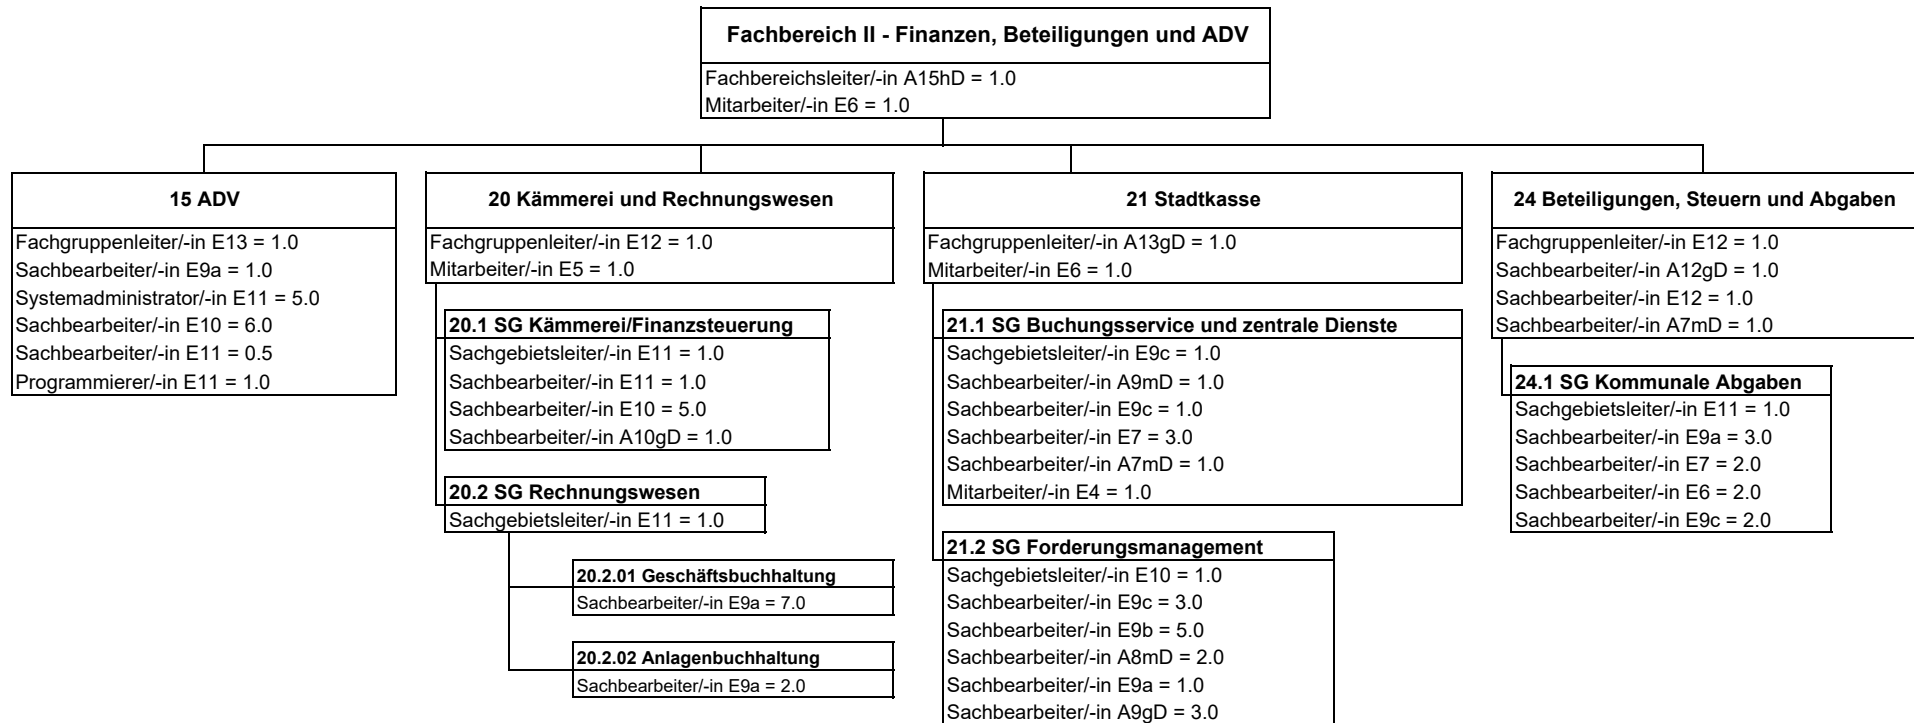 Fachbereich II - Finanzen, Beteiligungen und ADV
Fachbereichsleiter/-in A15hD = 1.0
Mitarbeiter/-in E6 = 1.0
15 ADV
Fachgruppenleiter/-in E13 = 1.0
Sachbearbeiter/-in E9a = 1.0
Systemadministrator/-in E11 = 5.0
Sachbearbeiter/-in E10 = 6.0
Sachbearbeiter/-in E11 = 0.5
Programmierer/-in E11 = 1.0
20 Kämmerei und Rechnungswesen
Fachgruppenleiter/-in E12 = 1.0
Mitarbeiter/-in E5 = 1.0
20.1 SG Kämmerei/Finanzsteuerung
Sachgebietsleiter/-in E11 = 1.0
Sachbearbeiter/-in E11 = 1.0
Sachbearbeiter/-in E10 = 5.0
Sachbearbeiter/-in A10gD = 1.0
20.2 SG Rechnungswesen
Sachgebietsleiter/-in E11 = 1.0
20.2.01 Geschäftsbuchhaltung
Sachbearbeiter/-in E9a = 7.0
20.2.02 Anlagenbuchhaltung
Sachbearbeiter/-in E9a = 2.0
21 Stadtkasse
Fachgruppenleiter/-in A13gD = 1.0
Mitarbeiter/-in E6 = 1.0
21.1 SG Buchungsservice und zentrale Dienste
Sachgebietsleiter/-in E9c = 1.0
Sachbearbeiter/-in A9mD = 1.0
Sachbearbeiter/-in E9c = 1.0
Sachbearbeiter/-in E7 = 3.0
Sachbearbeiter/-in A7mD = 1.0
Mitarbeiter/-in E4 = 1.0
21.2 SG Forderungsmanagement
Sachgebietsleiter/-in E10 = 1.0
Sachbearbeiter/-in E9c = 3.0
Sachbearbeiter/-in E9b = 5.0
Sachbearbeiter/-in A8mD = 2.0
Sachbearbeiter/-in E9a = 1.0
Sachbearbeiter/-in A9gD = 3.0
24 Beteiligungen, Steuern und Abgaben
Fachgruppenleiter/-in E12 = 1.0
Sachbearbeiter/-in A12gD = 1.0
Sachbearbeiter/-in E12 = 1.0
Sachbearbeiter/-in A7mD = 1.0
24.1 SG Kommunale Abgaben
Sachgebietsleiter/-in E11 = 1.0
Sachbearbeiter/-in E9a = 3.0
Sachbearbeiter/-in E7 = 2.0
Sachbearbeiter/-in E6 = 2.0
Sachbearbeiter/-in E9c = 2.0